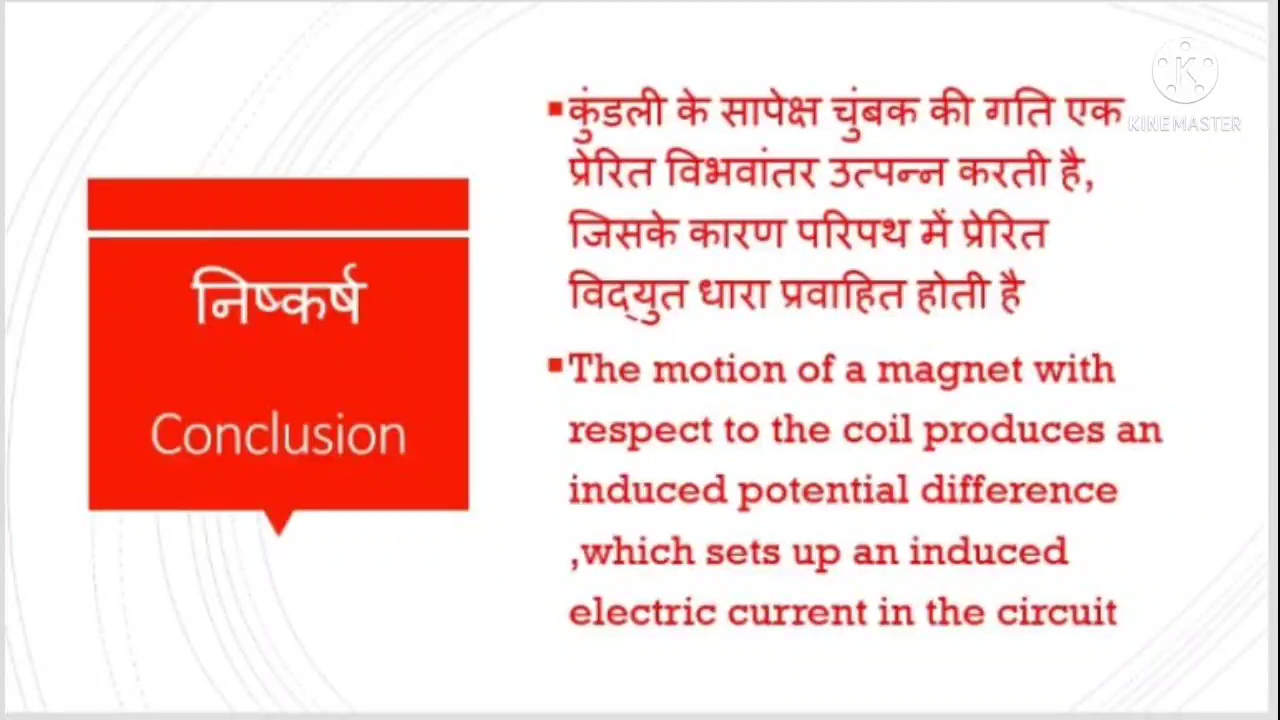 निष्कर्ष
Conclusion
▪कुंडली के सापेक्ष चुंबक की गति एक
प्रेरित विभवांतर उत्पन्न करती है,
जिसके कारण परिपथ में प्रेरित
विद्युत धारा प्रवाहित होती है
▪The motion of a magnet with
respect to the coil produces an
induced potential difference
,which sets up an induced
electric current in the circuit
K
KINEMASTER